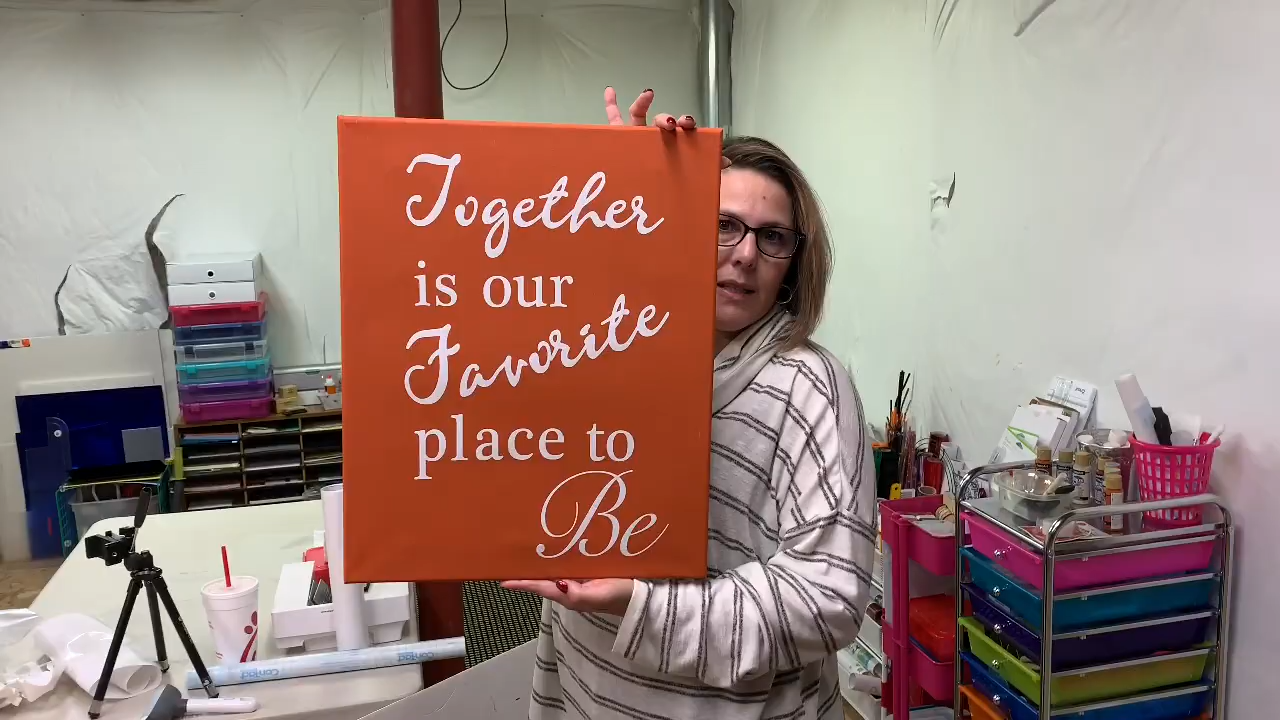 Together
is our
Favorite
place to
Be